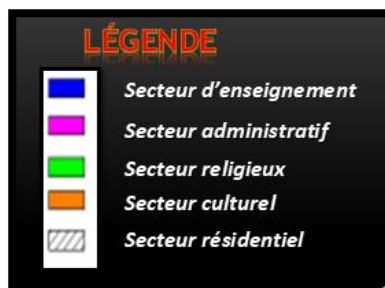 LÉGENDE
Secteur d'enseignement
Secteur administratif
Secteur religieux
Secteur culturel
Secteur résidentiel